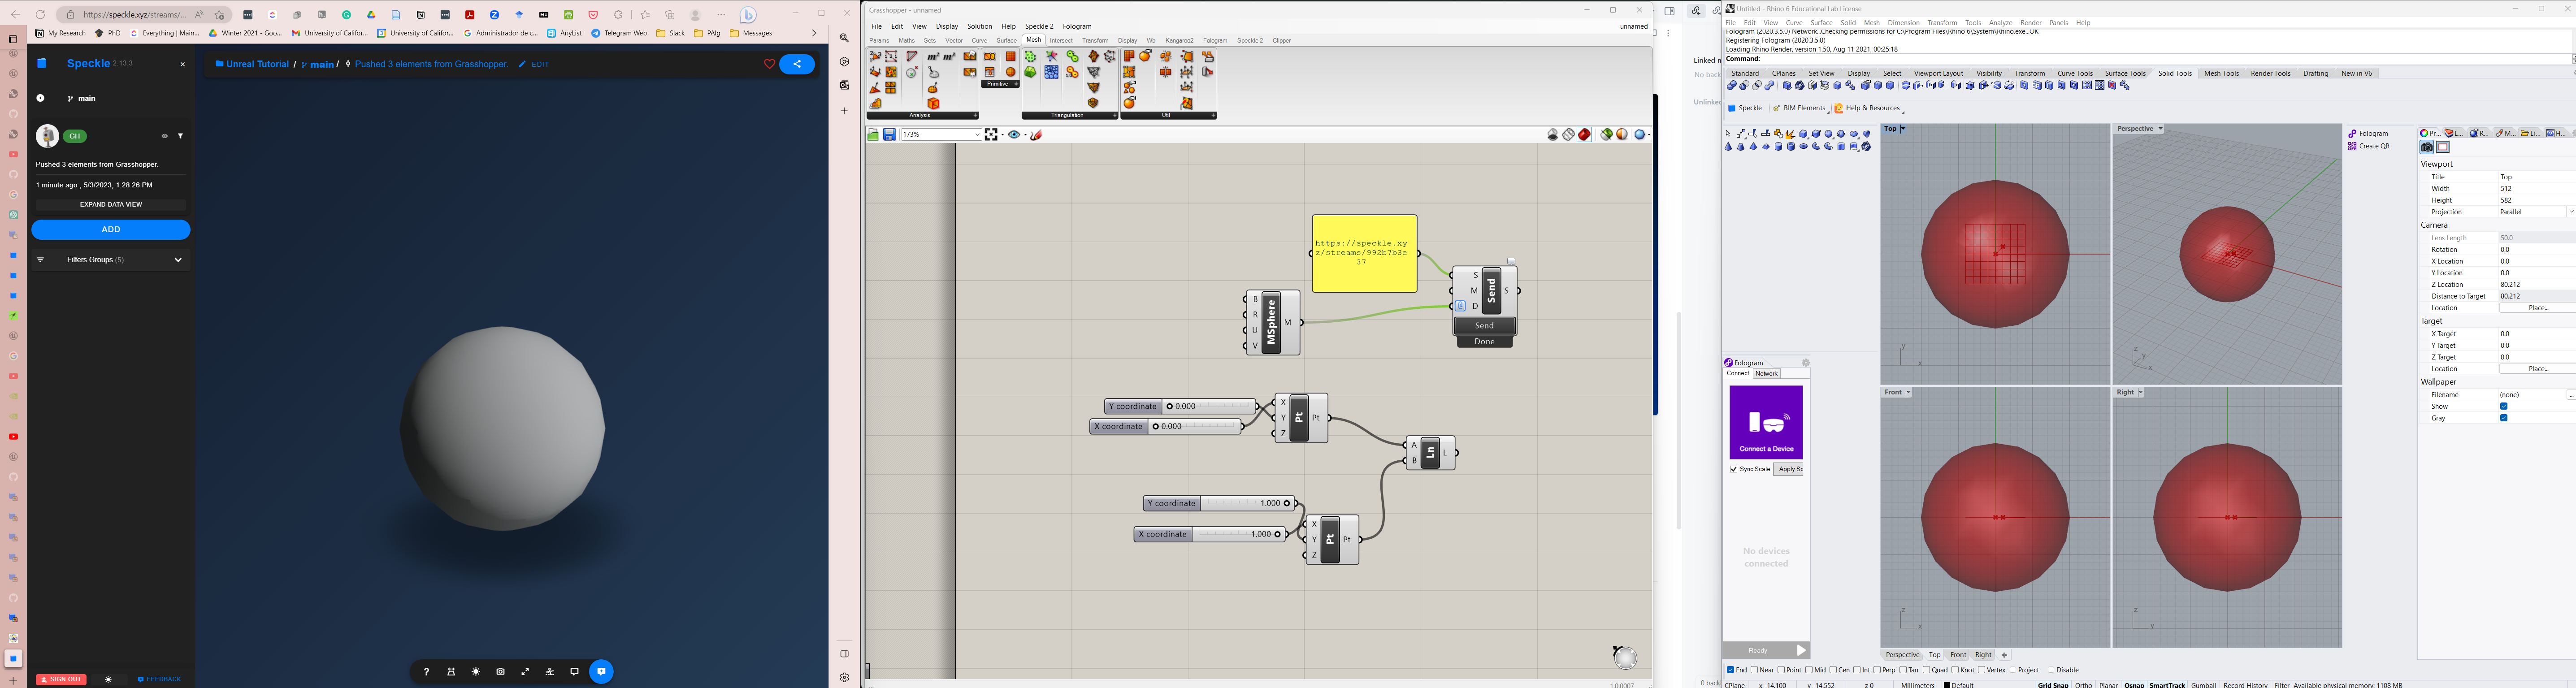 https://speckle.xyz/streams/...
My Research
PhD
Everything | Main...
Winter 2021 - Goo...
University of Califor...
University of Califor...
Administrador de c...
AnyList
Telegram Web
Slack
PAIg
Messages
Speckle 2.13.3
main
GH
Pushed 3 elements from Grasshopper.
1 minute ago , 5/3/2023, 1:28:26 PM
EXPAND DATA VIEW
ADD
Filters Groups (5)
SIGN OUT
FEEDBACK
Unreal Tutorial / main / Pushed 3 elements from Grasshopper. EDIT
Grasshopper - unnamed
File Edit View Display Solution Help Speckle 2 Fologram
unnamed
Params Maths Sets Vector Curve Surface Mesh Intersect Transform Display Wb Kangaroo2 Fologram Speckle 2 Clipper
Analysis
Primitive
Triangulation
Util
173%
https://speckle.xy
z/streams/992b7b3e
37
S
M
D
Send
S
Send
Done
B
R
U
V
MSphere
M
Y coordinate 0.000
X coordinate 0.000
X
Y
Z
Pt
Pt
A
B
Ln
L
Y coordinate 1.000
X coordinate 1.000
X
Y
Z
Pt
Pt
1.0.0007
Linked m
No back
Unlinked
0 back
Untitled - Rhino 6 Educational Lab License
File Edit View Curve Surface Solid Mesh Dimension Transform Tools Analyze Render Panels Help
Fologram (2020.3.5.0) Network..Checking permissions for C:\Program Files\Rhino 6\System\Rhino.exe..OK
Registering Fologram (2020.3.5.0)
Loading Rhino Render, version 1.50, Aug 11 2021, 00:25:18
Command:
Standard CPlanes Set View Display Select Viewport Layout Visibility Transform Curve Tools Surface Tools Solid Tools Mesh Tools Render Tools Drafting New in V6
Speckle BIM Elements Help & Resources
Top
Perspective
Front
Right
x
y
z
Fologram
Create QR
Fologram
Connect Network
Connect a Device
Sync Scale Apply Sc
No devices
connected
Ready
Pr... L... R... M... Li... H...
Viewport
Title Top
Width 512
Height 582
Projection Parallel
Camera
Lens Length 50.0
Rotation 0.0
X Location 0.0
Y Location 0.0
Z Location 80.212
Distance to Target 80.212
Location Place...
Target
X Target 0.0
Y Target 0.0
Z Target 0.0
Location Place...
Wallpaper
Filename (none)
Show
Gray
Perspective Top Front Right
End Near Point Mid Cen Int Perp Tan Quad Knot Vertex Project Disable
CPlane x -14.100 y -14.552 z 0 Millimeters Default Grid Snap Ortho Planar Osnap SmartTrack Gumball Record History Filter Available physical memory: 1108 MB